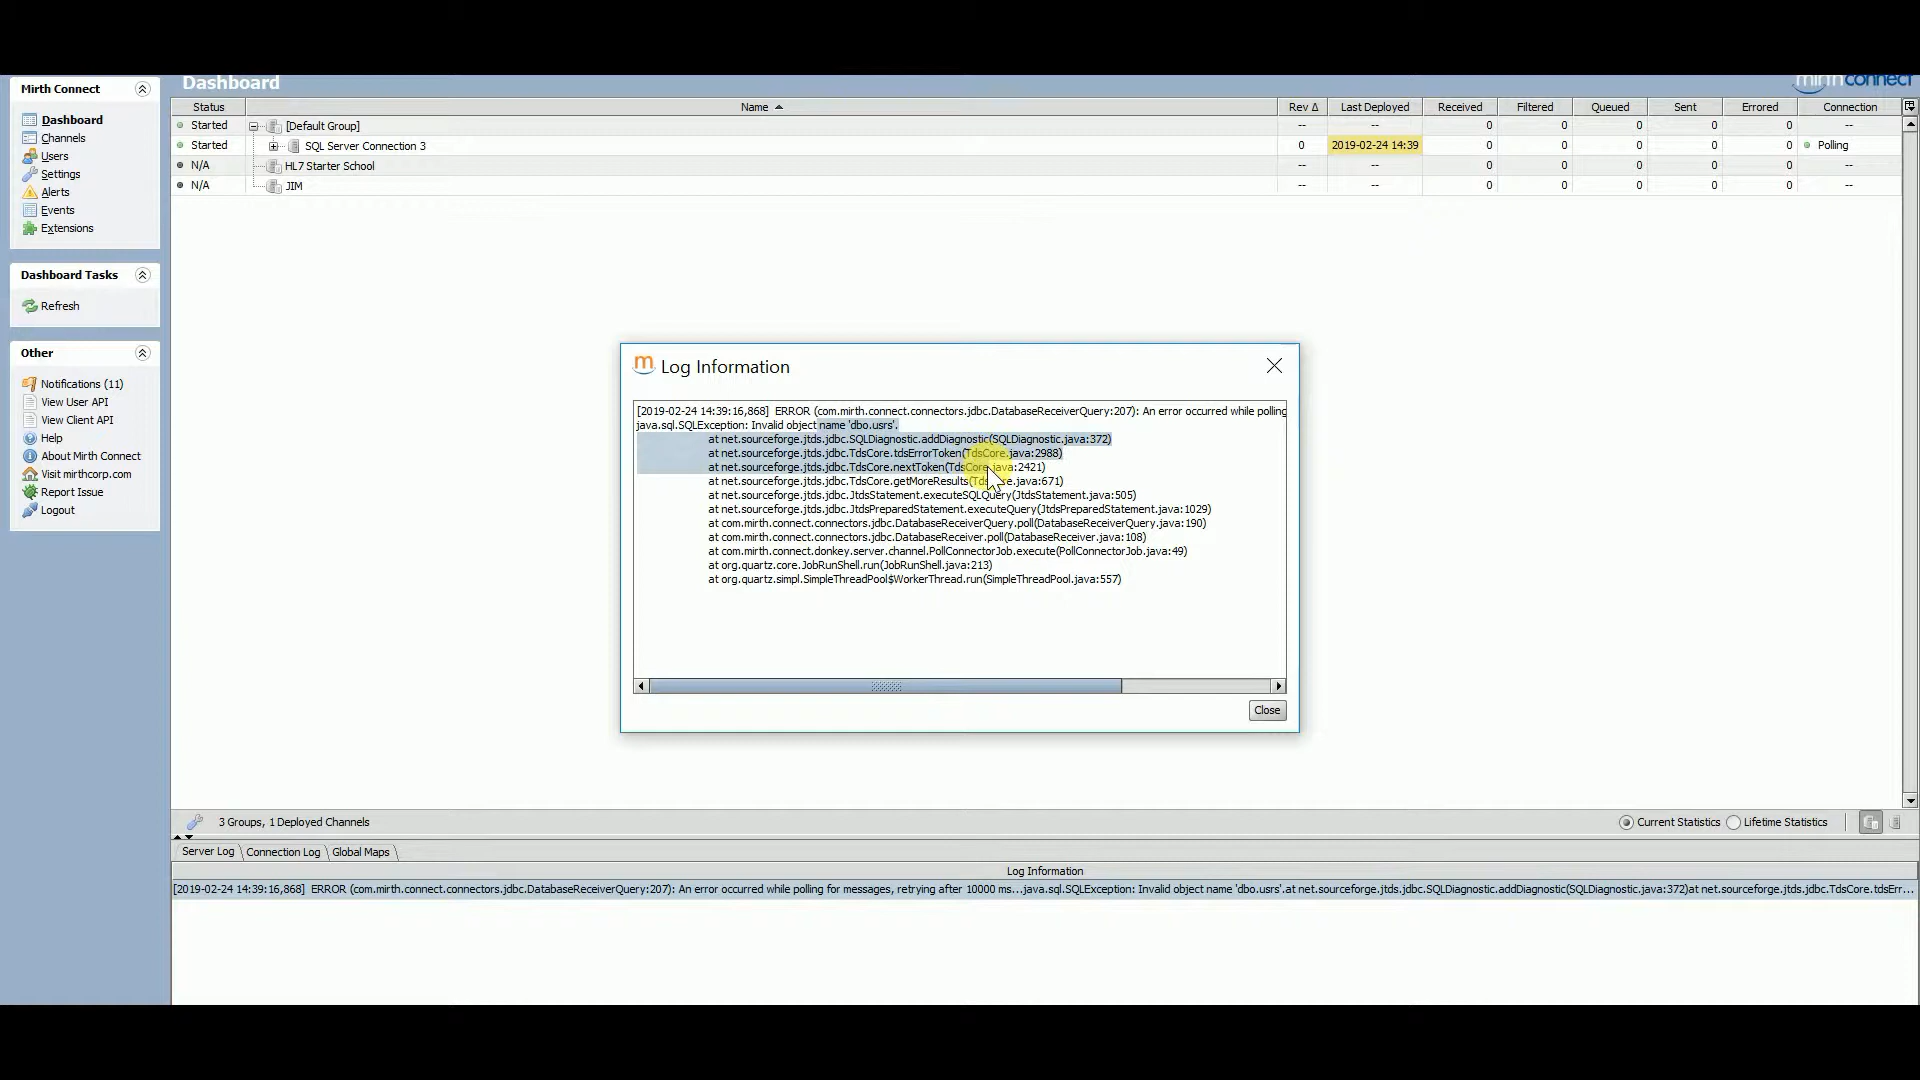 Mirth Connect
Dashboard
Channels
Users
Settings
Alerts
Events
Extensions
Dashboard Tasks
Refresh
Other
Notifications (11)
View User API
View Client API
Help
About Mirth Connect
Visit mirthcorp.com
Report Issue
Logout
Dashboard
mirth connect
Status Name Rev Δ Last Deployed Received Filtered Queued Sent Errored Connection
Started [Default Group] -- -- 0 0 0 0 0 --
Started SQL Server Connection 3 0 2019-02-24 14:39 0 0 0 0 0 Polling
N/A HL7 Starter School -- -- 0 0 0 0 0 --
N/A JIM -- -- 0 0 0 0 0 --
m Log Information
[2019-02-24 14:39:16,868] ERROR (com.mirth.connect.connectors.jdbc.DatabaseReceiverQuery:207): An error occurred while polling
java.sql.SQLException: Invalid object name 'dbo.usrs'.
at net.sourceforge.jtds.jdbc.SQLDiagnostic.addDiagnostic(SQLDiagnostic.java:372)
at net.sourceforge.jtds.jdbc.TdsCore.tdsErrorToken(TdsCore.java:2988)
at net.sourceforge.jtds.jdbc.TdsCore.nextToken(TdsCore.java:2421)
at net.sourceforge.jtds.jdbc.TdsCore.getMoreResults(TdsCore.java:671)
at net.sourceforge.jtds.jdbc.JtdsStatement.executeSQLQuery(JtdsStatement.java:505)
at net.sourceforge.jtds.jdbc.JtdsPreparedStatement.executeQuery(JtdsPreparedStatement.java:1029)
at com.mirth.connect.connectors.jdbc.DatabaseReceiverQuery.poll(DatabaseReceiverQuery.java:190)
at com.mirth.connect.connectors.jdbc.DatabaseReceiver.poll(DatabaseReceiver.java:108)
at com.mirth.connect.donkey.server.channel.PollConnectorJob.execute(PollConnectorJob.java:49)
at org.quartz.core.JobRunShell.run(JobRunShell.java:213)
at org.quartz.simpl.SimpleThreadPool$WorkerThread.run(SimpleThreadPool.java:557)
Close
3 Groups, 1 Deployed Channels Current Statistics Lifetime Statistics
Server Log Connection Log Global Maps
Log Information
[2019-02-24 14:39:16,868] ERROR (com.mirth.connect.connectors.jdbc.DatabaseReceiverQuery:207): An error occurred while polling for messages, retrying after 10000 ms...java.sql.SQLException: Invalid object name 'dbo.usrs'.at net.sourceforge.jtds.jdbc.SQLDiagnostic.addDiagnostic(SQLDiagnostic.java:372)at net.sourceforge.jtds.jdbc.TdsCore.tdsErr...